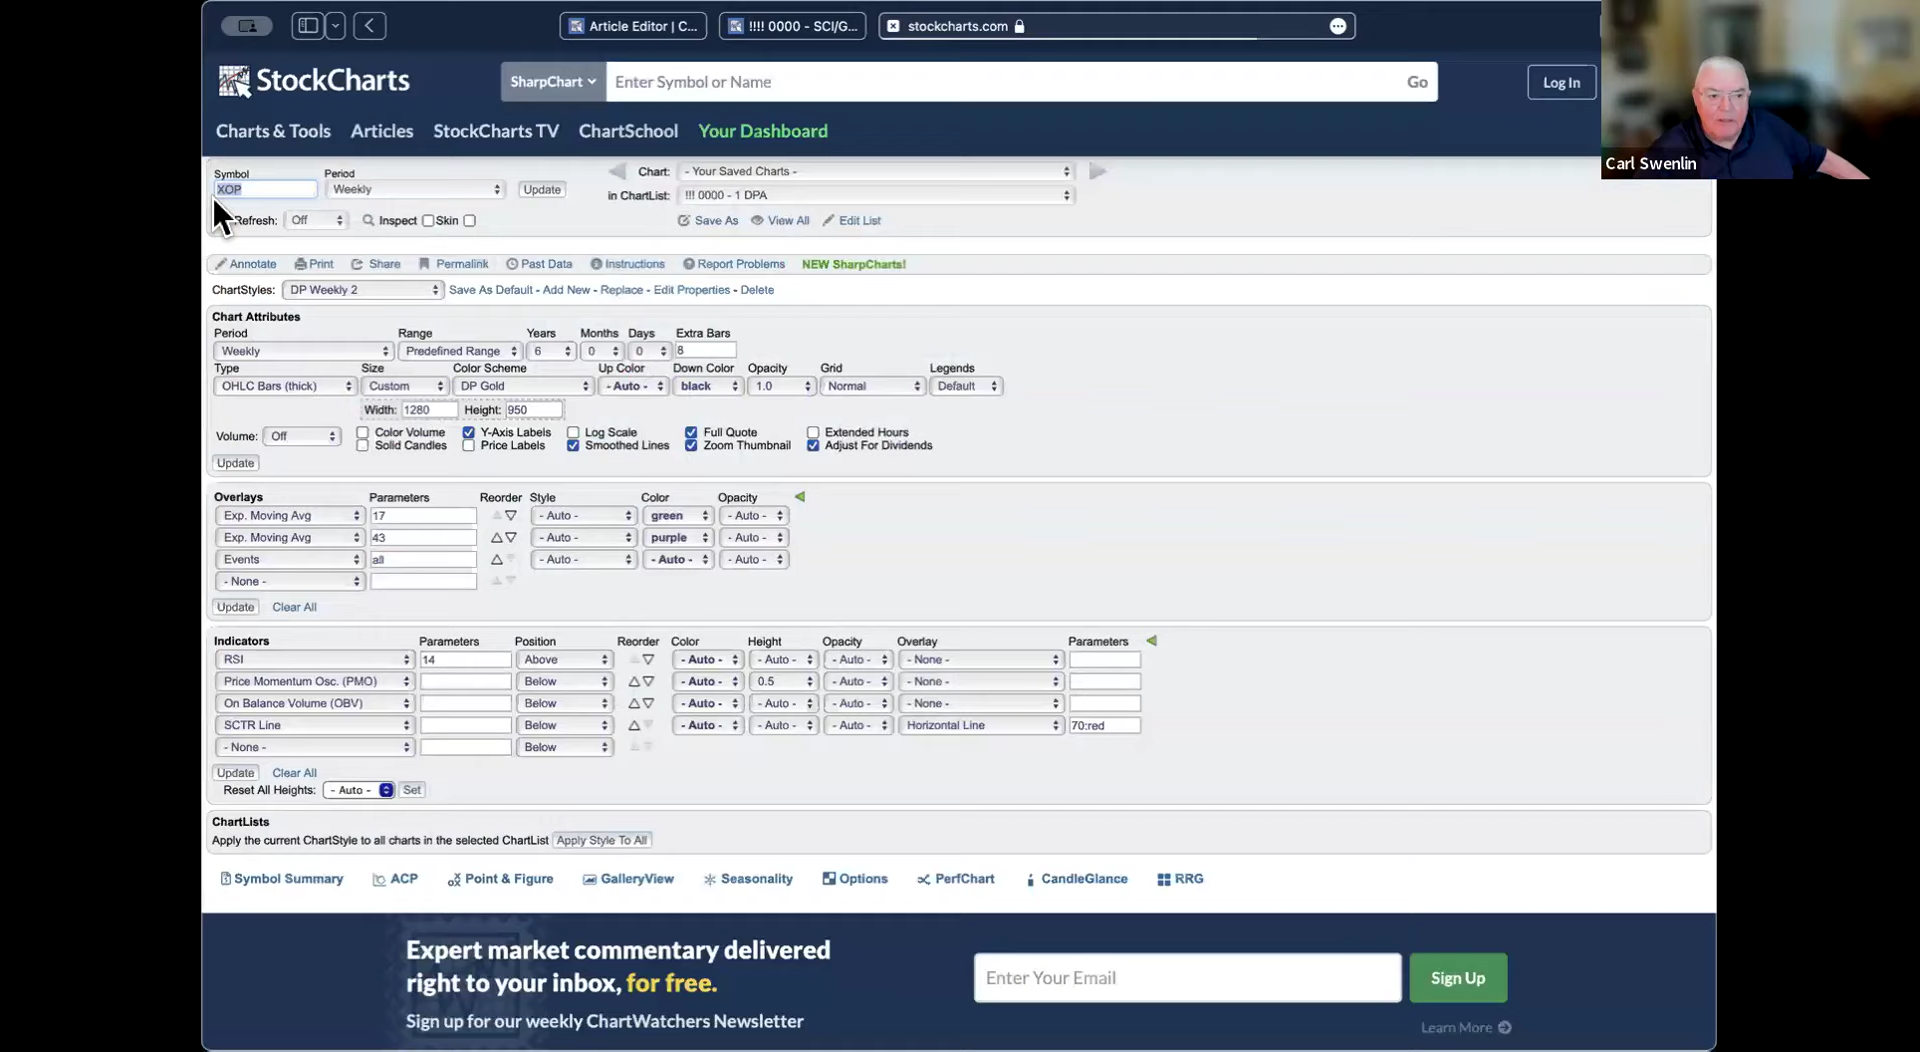 Article Editor | C...
!!!! 0000 - SCI/G...
stockcharts.com
StockCharts
SharpChart
Enter Symbol or Name
Go
Log In
Carl Swenlin
Charts & Tools
Articles
StockCharts TV
ChartSchool
Your Dashboard
Symbol
Period
Chart:
- Your Saved Charts -
XOP
Weekly
Update
in ChartList:
!!! 0000 - 1 DPA
Refresh:
Off
Inspect
Skin
Save As
View All
Edit List
Annotate
Print
Share
Permalink
Past Data
Instructions
Report Problems
NEW SharpCharts!
ChartStyles:
DP Weekly 2
Save As Default - Add New - Replace - Edit Properties - Delete
Chart Attributes
Period
Range
Years
Months
Days
Extra Bars
Weekly
Predefined Range
6
0
0
8
Type
Size
Color Scheme
Up Color
Down Color
Opacity
Grid
Legends
OHLC Bars (thick)
Custom
DP Gold
- Auto -
black
1.0
Normal
Default
Width: 1280
Height: 950
Volume:
Off
Color Volume
Y-Axis Labels
Log Scale
Full Quote
Extended Hours
Solid Candles
Price Labels
Smoothed Lines
Zoom Thumbnail
Adjust For Dividends
Update
Overlays
Parameters
Reorder
Style
Color
Opacity
Exp. Moving Avg
17
- Auto -
green
- Auto -
Exp. Moving Avg
43
- Auto -
purple
- Auto -
Events
all
- Auto -
- Auto -
- Auto -
- None -
Update
Clear All
Indicators
Parameters
Position
Reorder
Color
Height
Opacity
Overlay
Parameters
RSI
14
Above
- Auto -
- Auto -
- Auto -
- None -
Price Momentum Osc. (PMO)
Below
- Auto -
0.5
- Auto -
- None -
On Balance Volume (OBV)
Below
- Auto -
- Auto -
- Auto -
- None -
SCTR Line
Below
- Auto -
- Auto -
- Auto -
Horizontal Line
70:red
- None -
Below
Update
Clear All
Reset All Heights:
- Auto -
Set
ChartLists
Apply the current ChartStyle to all charts in the selected ChartList
Apply Style To All
Symbol Summary
ACP
Point & Figure
GalleryView
Seasonality
Options
PerfChart
CandleGlance
RRG
Expert market commentary delivered
right to your inbox, for free.
Sign up for our weekly ChartWatchers Newsletter
Enter Your Email
Sign Up
Learn More